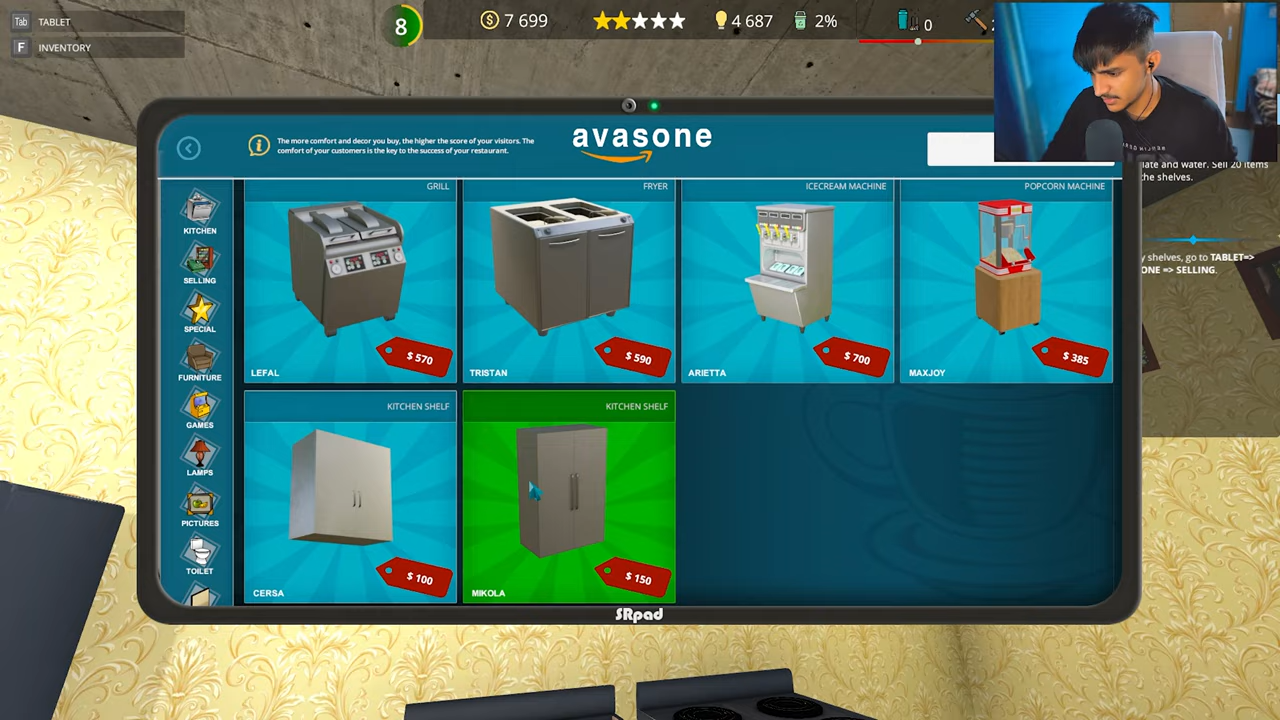 Tab TABLET
F INVENTORY
8
$ 7 699
4 687
2%
0
The more comfort and decor you buy, the higher the score of your visitors. The
comfort of your customers is the key to the success of your restaurant.
avasone
late and water. Sell 20 items
the shelves.
y shelves, go to TABLET=>
ONE => SELLING.
KITCHEN
SELLING
SPECIAL
FURNITURE
GAMES
LAMPS
PICTURES
TOILET
GRILL
$ 570
LEFAL
FRYER
$ 590
TRISTAN
ICECREAM MACHINE
$ 700
ARIETTA
POPCORN MACHINE
$ 385
MAXJOY
KITCHEN SHELF
$ 100
CERSA
KITCHEN SHELF
$ 150
MIKOLA
SRpad